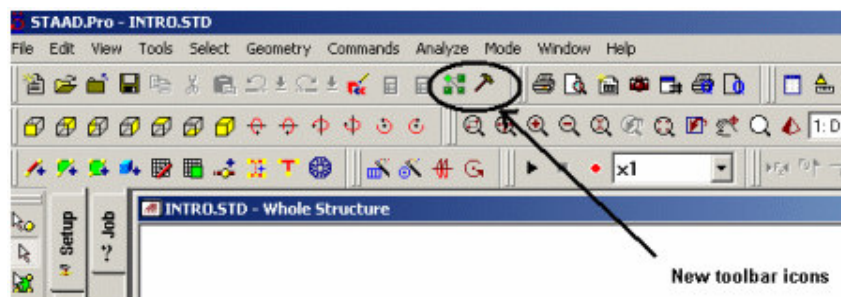 STAAD.Pro - INTRO.STD
File Edit View Tools Select Geometry Commands Analyze Mode Window Help
1: D
x1
Setup
Job
INTRO.STD - Whole Structure
New toolbar icons